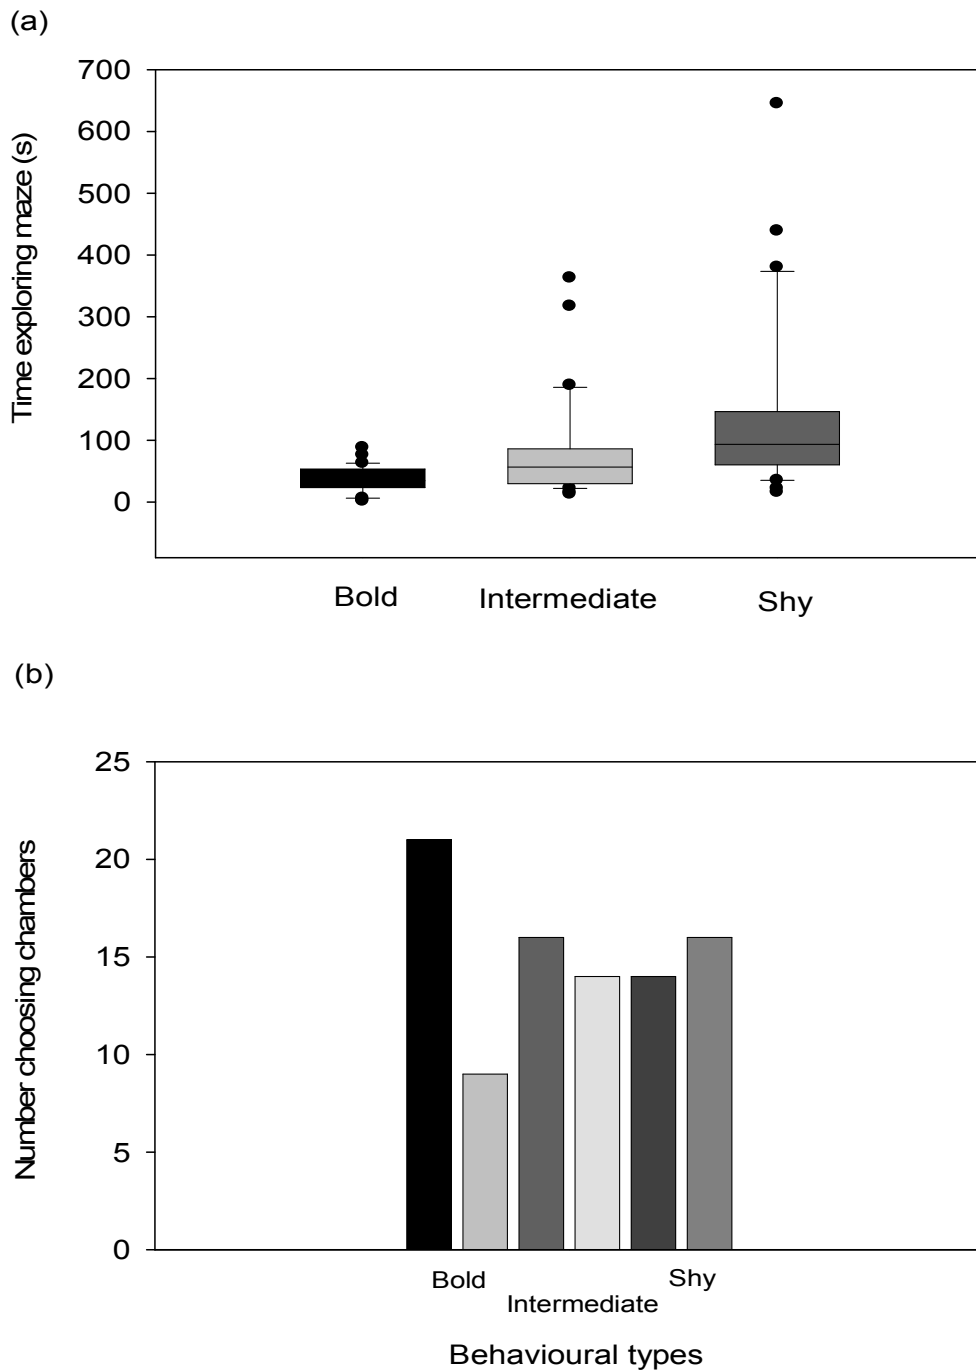 (a)
Time exploring maze (s)
700
600
500
400
300
200
100
0
Bold Intermediate Shy
(b)
Number choosing chambers
25
20
15
10
5
0
Bold Shy
Intermediate
Behavioural types